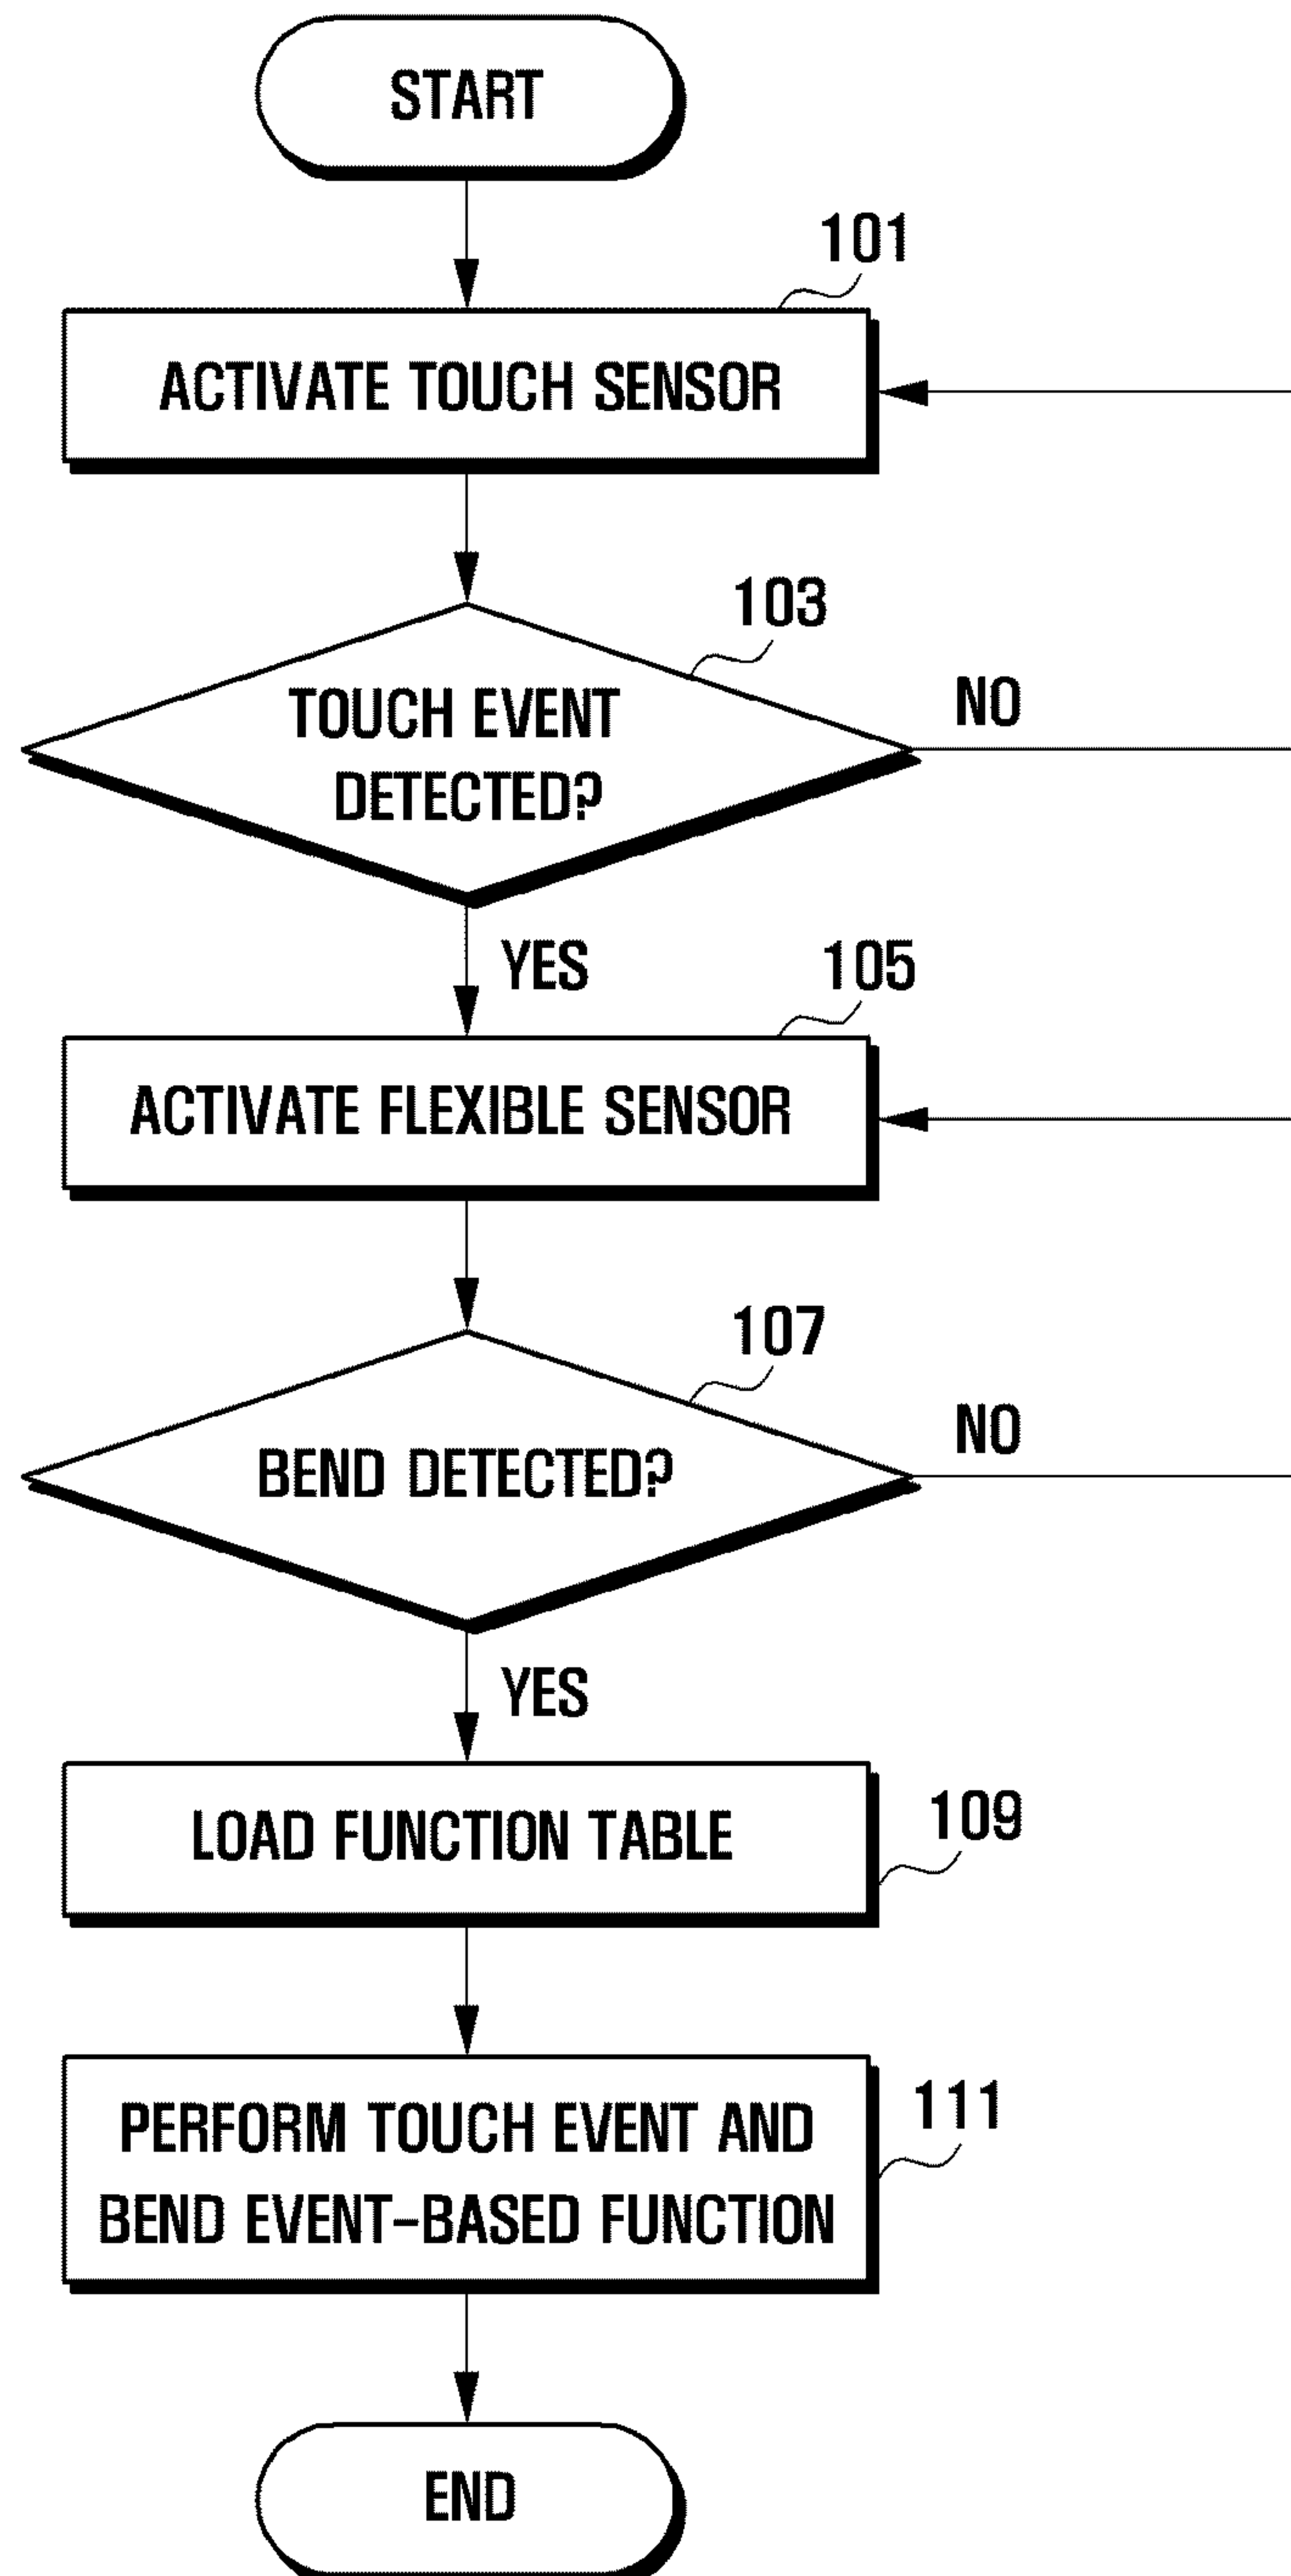 START
101
ACTIVATE TOUCH SENSOR
103
TOUCH EVENT
DETECTED?
NO
YES
105
ACTIVATE FLEXIBLE SENSOR
107
BEND DETECTED?
NO
YES
LOAD FUNCTION TABLE
109
PERFORM TOUCH EVENT AND
BEND EVENT-BASED FUNCTION
111
END